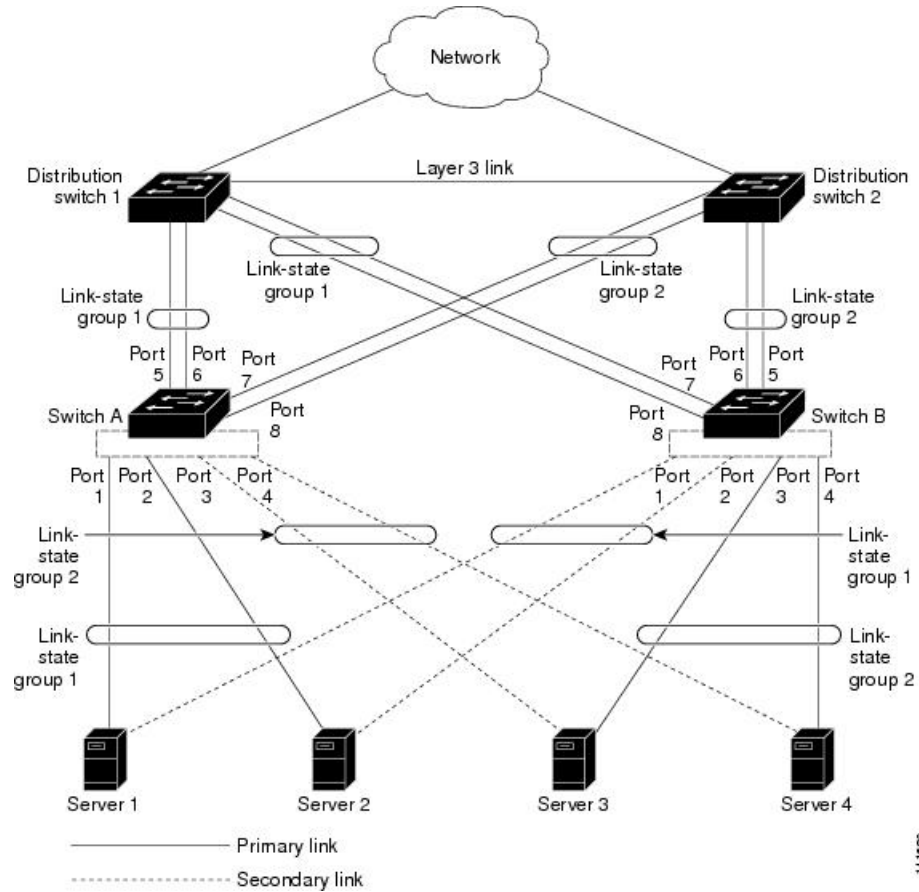 Network
Layer 3 link
Distribution
switch 1
Distribution
switch 2
Link-state
group 1
Link-state
group 2
Link-state
group 1
Link-state
group 2
Port
5
Port
6
Port
7
Port
8
Port
7
Port
6
Port
5
Port
8
Switch A
Switch B
Port
1
Port
2
Port
3
Port
4
Port
1
Port
2
Port
3
Port
4
Link-
state
group 2
Link-
state
group 1
Link-
state
group 1
Link-
state
group 2
Server 1
Server 2
Server 3
Server 4
Primary link
Secondary link